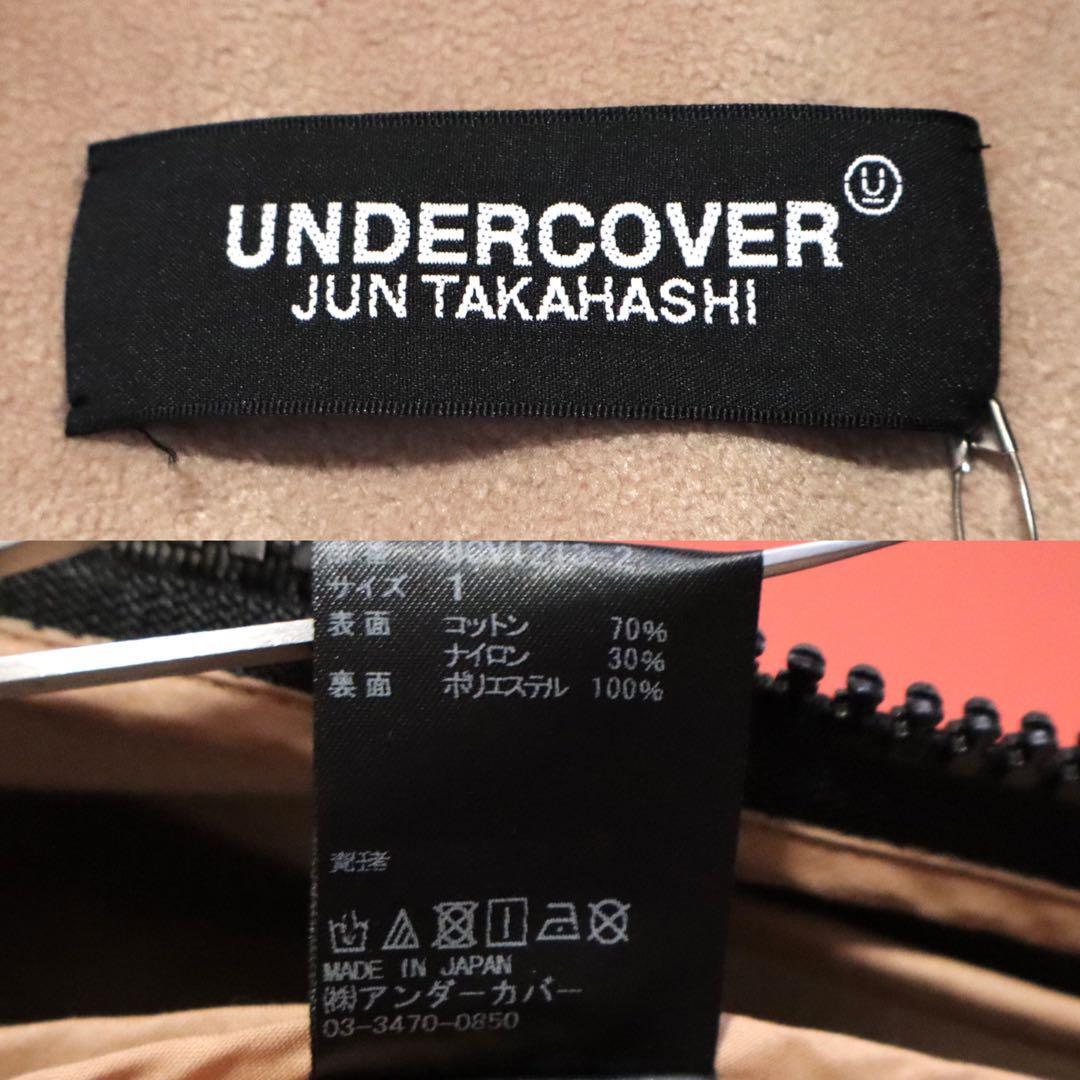 UNDERCOVER
U
JUN TAKAHASHI
サイズ 1
表面 コットン 70%
ナイロン 30%
裏面 ポリエステル 100%
MADE IN JAPAN
㈱アンダーカバー
03-3470-0850